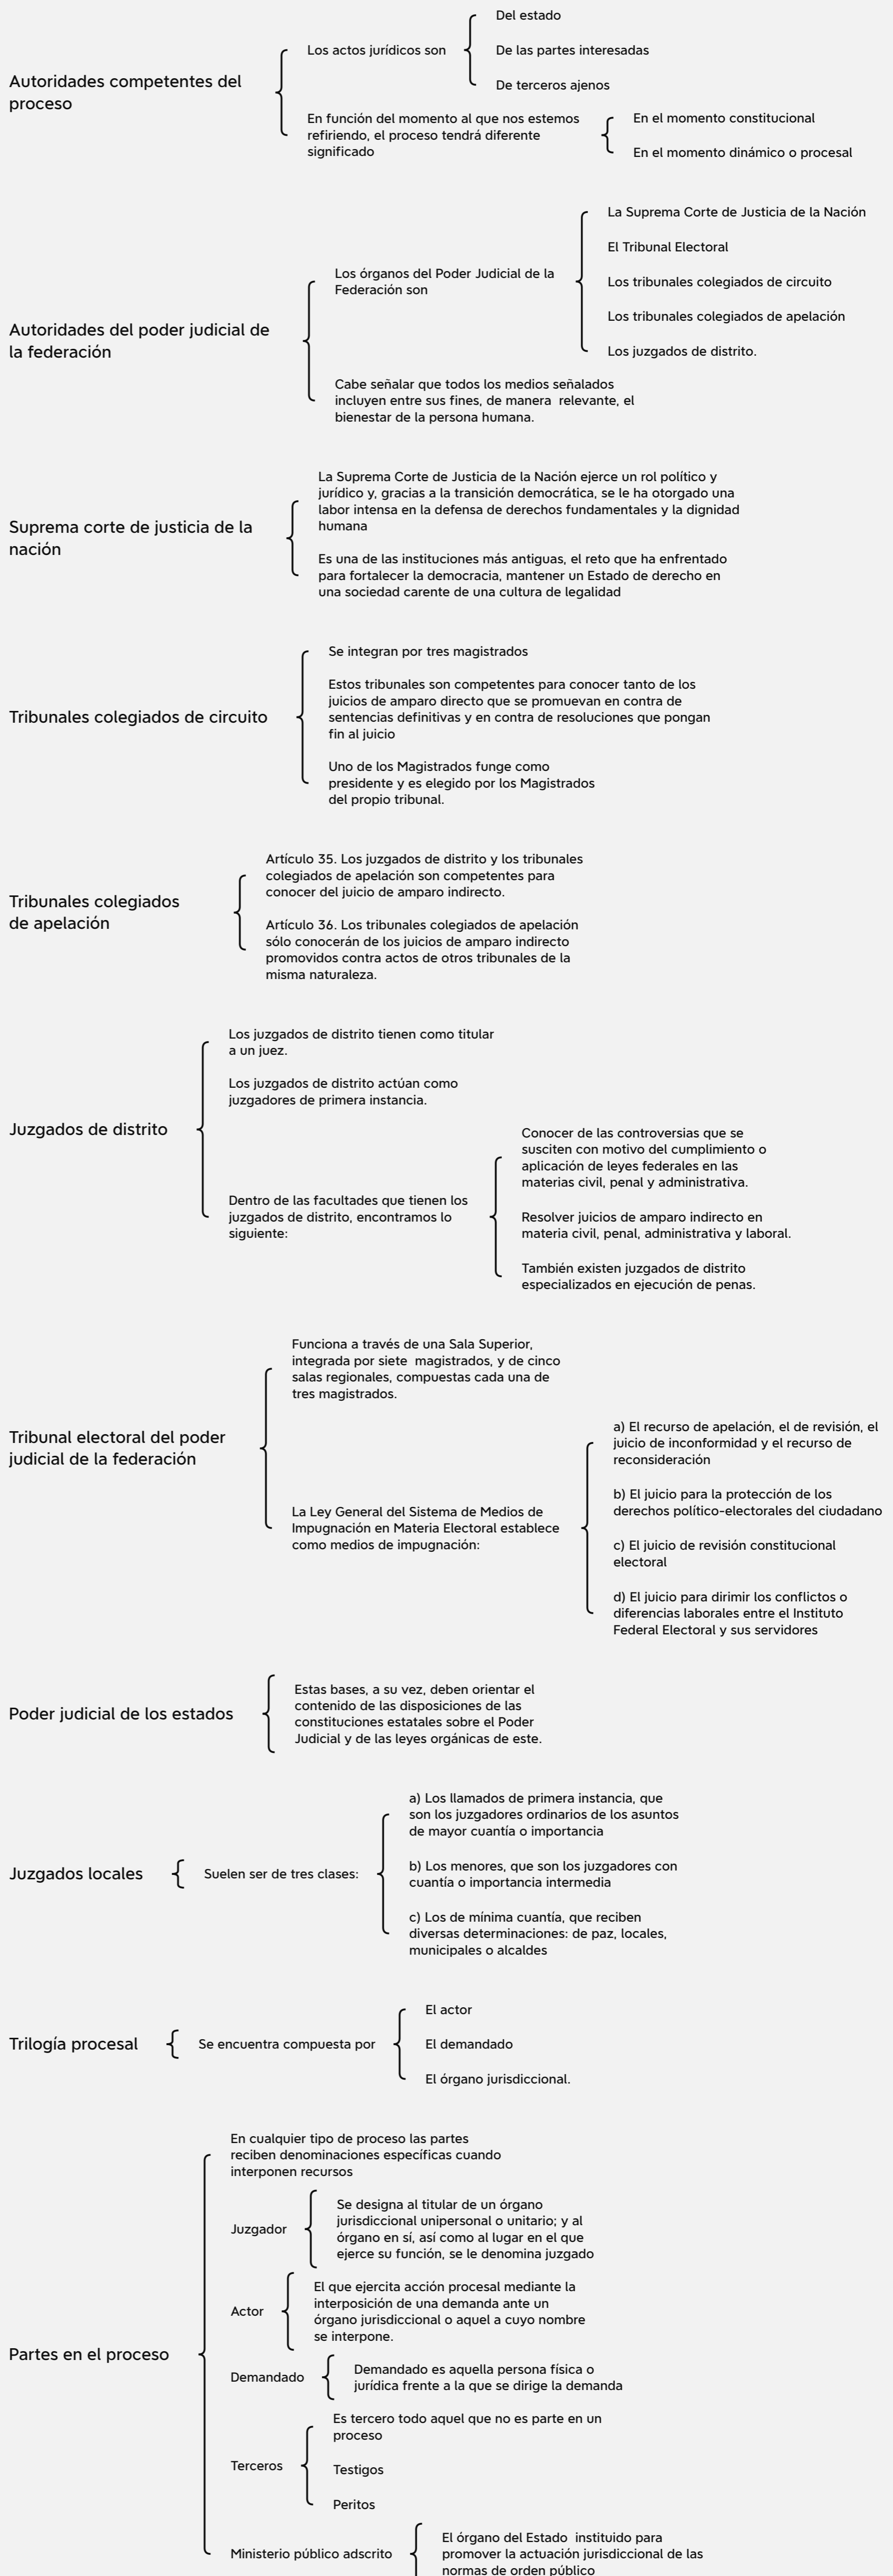 Autoridades competentes del
proceso
Los actos jurídicos son
Del estado
De las partes interesadas
De terceros ajenos
En función del momento al que nos estemos
refiriendo, el proceso tendrá diferente
significado
En el momento constitucional
En el momento dinámico o procesal
Autoridades del poder judicial de
la federación
Los órganos del Poder Judicial de la
Federación son
La Suprema Corte de Justicia de la Nación
El Tribunal Electoral
Los tribunales colegiados de circuito
Los tribunales colegiados de apelación
Los juzgados de distrito.
Cabe señalar que todos los medios señalados
incluyen entre sus fines, de manera relevante, el
bienestar de la persona humana.
Suprema corte de justicia de la
nación
La Suprema Corte de Justicia de la Nación ejerce un rol político y
jurídico y, gracias a la transición democrática, se le ha otorgado una
labor intensa en la defensa de derechos fundamentales y la dignidad
humana
Es una de las instituciones más antiguas, el reto que ha enfrentado
para fortalecer la democracia, mantener un Estado de derecho en
una sociedad carente de una cultura de legalidad
Tribunales colegiados de circuito
Se integran por tres magistrados
Estos tribunales son competentes para conocer tanto de los
juicios de amparo directo que se promuevan en contra de
sentencias definitivas y en contra de resoluciones que pongan
fin al juicio
Uno de los Magistrados funge como
presidente y es elegido por los Magistrados
del propio tribunal.
Tribunales colegiados
de apelación
Artículo 35. Los juzgados de distrito y los tribunales
colegiados de apelación son competentes para
conocer del juicio de amparo indirecto.
Artículo 36. Los tribunales colegiados de apelación
sólo conocerán de los juicios de amparo indirecto
promovidos contra actos de otros tribunales de la
misma naturaleza.
Juzgados de distrito
Los juzgados de distrito tienen como titular
a un juez.
Los juzgados de distrito actúan como
juzgadores de primera instancia.
Dentro de las facultades que tienen los
juzgados de distrito, encontramos lo
siguiente:
Conocer de las controversias que se
susciten con motivo del cumplimiento o
aplicación de leyes federales en las
materias civil, penal y administrativa.
Resolver juicios de amparo indirecto en
materia civil, penal, administrativa y laboral.
También existen juzgados de distrito
especializados en ejecución de penas.
Tribunal electoral del poder
judicial de la federación
Funciona a través de una Sala Superior,
integrada por siete magistrados, y de cinco
salas regionales, compuestas cada una de
tres magistrados.
La Ley General del Sistema de Medios de
Impugnación en Materia Electoral establece
como medios de impugnación:
a) El recurso de apelación, el de revisión, el
juicio de inconformidad y el recurso de
reconsideración
b) El juicio para la protección de los
derechos político-electorales del ciudadano
c) El juicio de revisión constitucional
electoral
d) El juicio para dirimir los conflictos o
diferencias laborales entre el Instituto
Federal Electoral y sus servidores
Poder judicial de los estados
Estas bases, a su vez, deben orientar el
contenido de las disposiciones de las
constituciones estatales sobre el Poder
Judicial y de las leyes orgánicas de este.
Juzgados locales
Suelen ser de tres clases:
a) Los llamados de primera instancia, que
son los juzgadores ordinarios de los asuntos
de mayor cuantía o importancia
b) Los menores, que son los juzgadores con
cuantía o importancia intermedia
c) Los de mínima cuantía, que reciben
diversas determinaciones: de paz, locales,
municipales o alcaldes
Trilogía procesal
Se encuentra compuesta por
El actor
El demandado
El órgano jurisdiccional.
Partes en el proceso
En cualquier tipo de proceso las partes
reciben denominaciones específicas cuando
interponen recursos
Juzgador
Se designa al titular de un órgano
jurisdiccional unipersonal o unitario; y al
órgano en sí, así como al lugar en el que
ejerce su función, se le denomina juzgado
Actor
El que ejercita acción procesal mediante la
interposición de una demanda ante un
órgano jurisdiccional o aquel a cuyo nombre
se interpone.
Demandado
Demandado es aquella persona física o
jurídica frente a la que se dirige la demanda
Terceros
Es tercero todo aquel que no es parte en un
proceso
Testigos
Peritos
Ministerio público adscrito
El órgano del Estado instituido para
promover la actuación jurisdiccional de las
normas de orden público